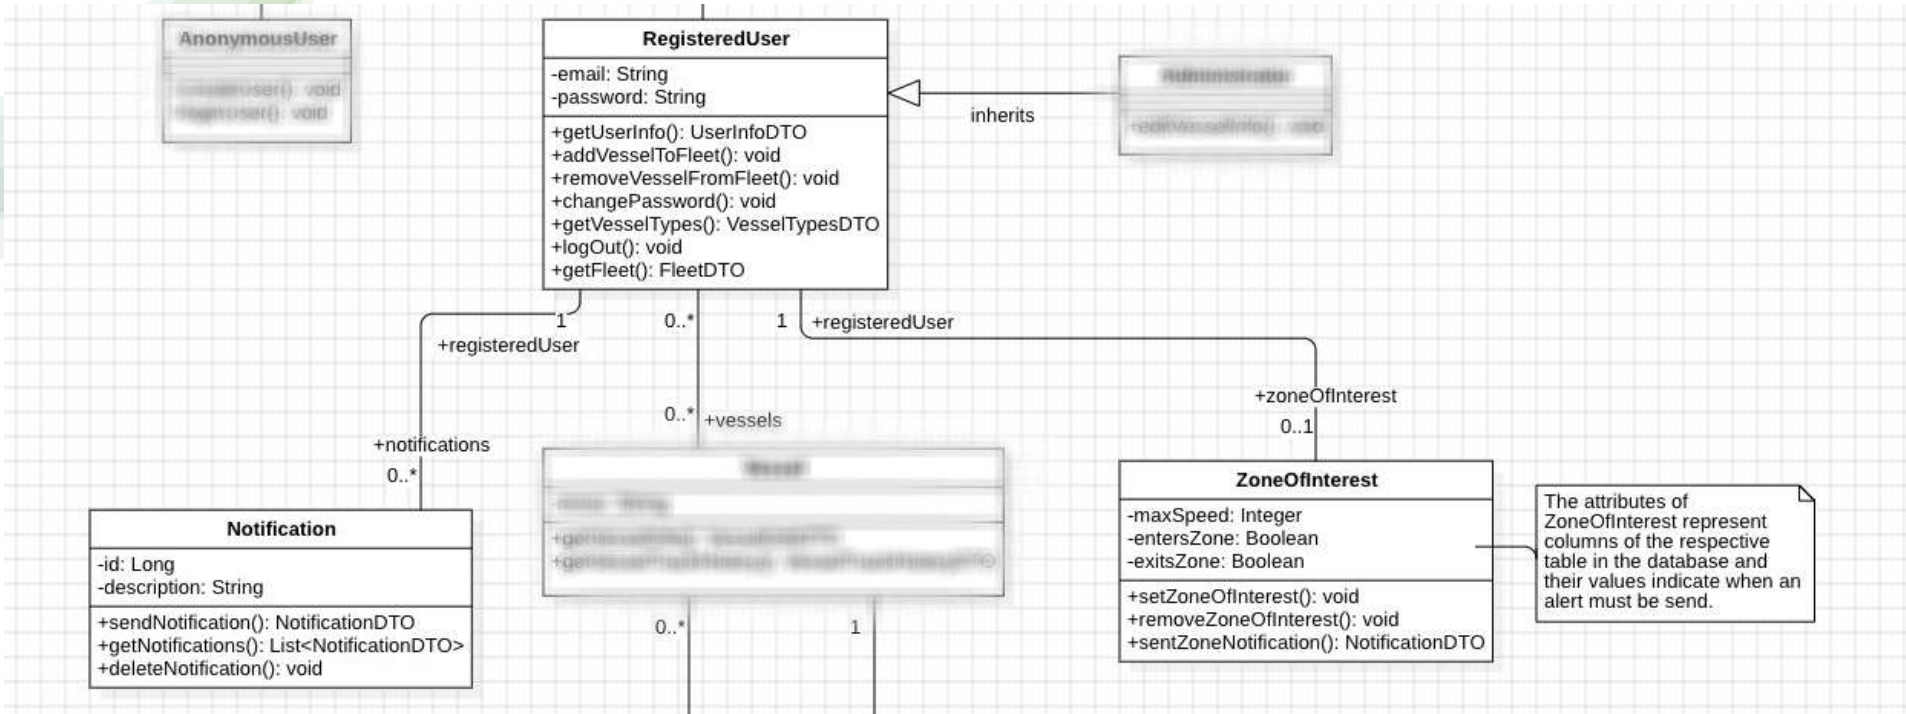 AnonymousUser
void
void
RegisteredUser
-email: String
-password: String
+getUserInfo(): UserInfoDTO
+addVesselToFleet(): void
+removeVesselFromFleet(): void
+changePassword(): void
+getVesselTypes(): VesselTypesDTO
+logOut(): void
+getFleet(): FleetDTO
inherits
Administrator
1
+registeredUser
0..*
1
+registeredUser
+notifications
0..*
0..*
+vessels
+zoneOfInterest
0..1
Notification
-id: Long
-description: String
+sendNotification(): NotificationDTO
+getNotifications(): List<NotificationDTO>
+deleteNotification(): void
0..*
1
ZoneOfInterest
-maxSpeed: Integer
-entersZone: Boolean
-exitsZone: Boolean
+setZoneOfInterest(): void
+removeZoneOfInterest(): void
+sentZoneNotification(): NotificationDTO
The attributes of
ZoneOfInterest represent
columns of the respective
table in the database and
their values indicate when an
alert must be send.